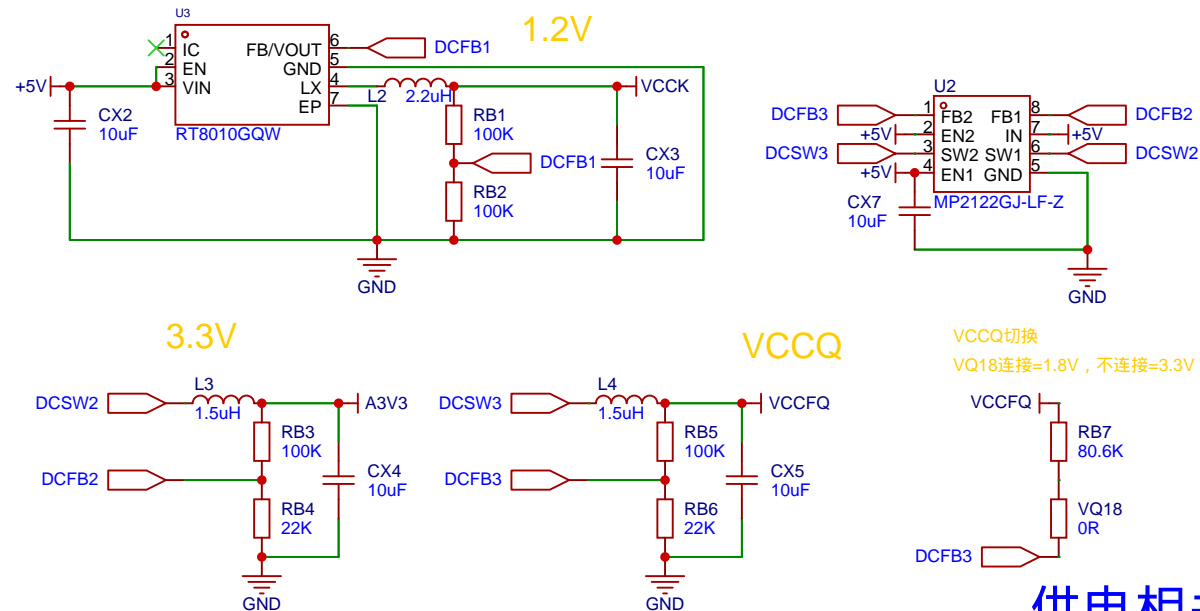 U3
1.2V
1
IC
2
EN
3
VIN
FB/VOUT
6
GND
5
LX
4
EP
7
RT8010GQW
+5V
CX2
10uF
DCFB1
L2
2.2uH
VCCK
RB1
100K
DCFB1
RB2
100K
CX3
10uF
GND
U2
DCFB3
1
FB2
+5V
2
EN2
DCSW3
3
SW2
+5V
4
EN1
FB1
8
DCFB2
IN
7
+5V
SW1
6
DCSW2
GND
5
MP2122GJ-LF-Z
CX7
10uF
GND
3.3V
DCSW2
L3
1.5uH
A3V3
RB3
100K
DCFB2
CX4
10uF
RB4
22K
GND
VCCQ
DCSW3
L4
1.5uH
VCCFQ
RB5
100K
DCFB3
CX5
10uF
RB6
22K
GND
VCCQ切换
VQ18连接=1.8V，不连接=3.3V
VCCFQ
RB7
80.6K
VQ18
0R
DCFB3
供电相